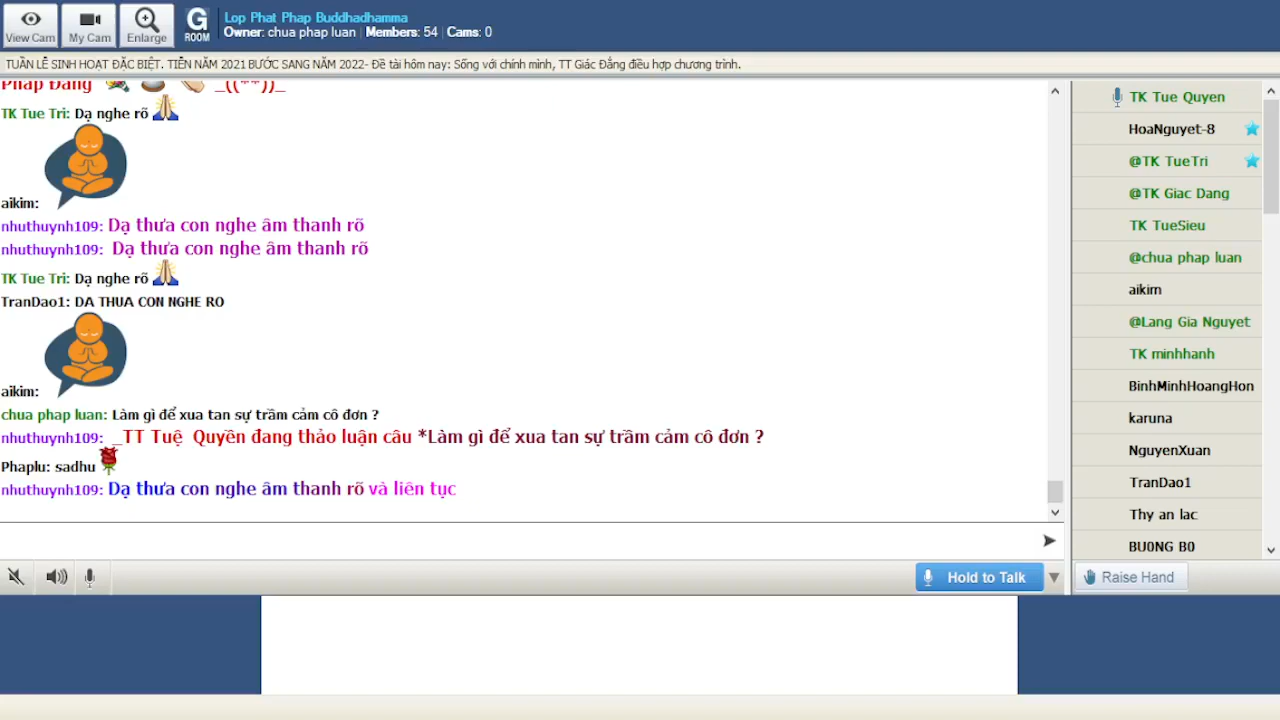 View Cam
My Cam
Enlarge
G
ROOM
Lop Phat Phap Buddhadhamma
Owner: chua phap luan | Members: 54 | Cams: 0
TUẦN LỄ SINH HOẠT ĐẶC BIỆT. TIỄN NĂM 2021 BƯỚC SANG NĂM 2022- Đề tài hôm nay: Sống với chính mình, TT Giác Đẳng điều hợp chương trình.
Pháp Đăng _((**))_
TK Tue Tri: Dạ nghe rõ
aikim:
nhuthuynh109: Dạ thưa con nghe âm thanh rõ
nhuthuynh109: Dạ thưa con nghe âm thanh rõ
TK Tue Tri: Dạ nghe rõ
TranDao1: DA THUA CON NGHE RO
aikim:
chua phap luan: Làm gì để xua tan sự trầm cảm cô đơn ?
nhuthuynh109: _TT Tuệ Quyền đang thảo luận câu *Làm gì để xua tan sự trầm cảm cô đơn ?
Phaplu: sadhu
nhuthuynh109: Dạ thưa con nghe âm thanh rõ và liên tục
Hold to Talk
TK Tue Quyen
HoaNguyet-8
@TK TueTri
@TK Giac Dang
TK TueSieu
@chua phap luan
aikim
@Lang Gia Nguyet
TK minhhanh
BinhMinhHoangHon
karuna
NguyenXuan
TranDao1
Thy an lac
BU0NG B0
Raise Hand